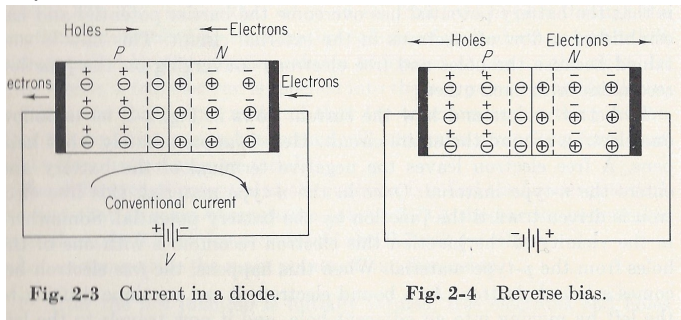 Holes → ← Electrons
P N
ectrons
Electrons
Conventional current
+ −
V
Fig. 2-3 Current in a diode.
← Holes Electrons →
P N
− +
Fig. 2-4 Reverse bias.